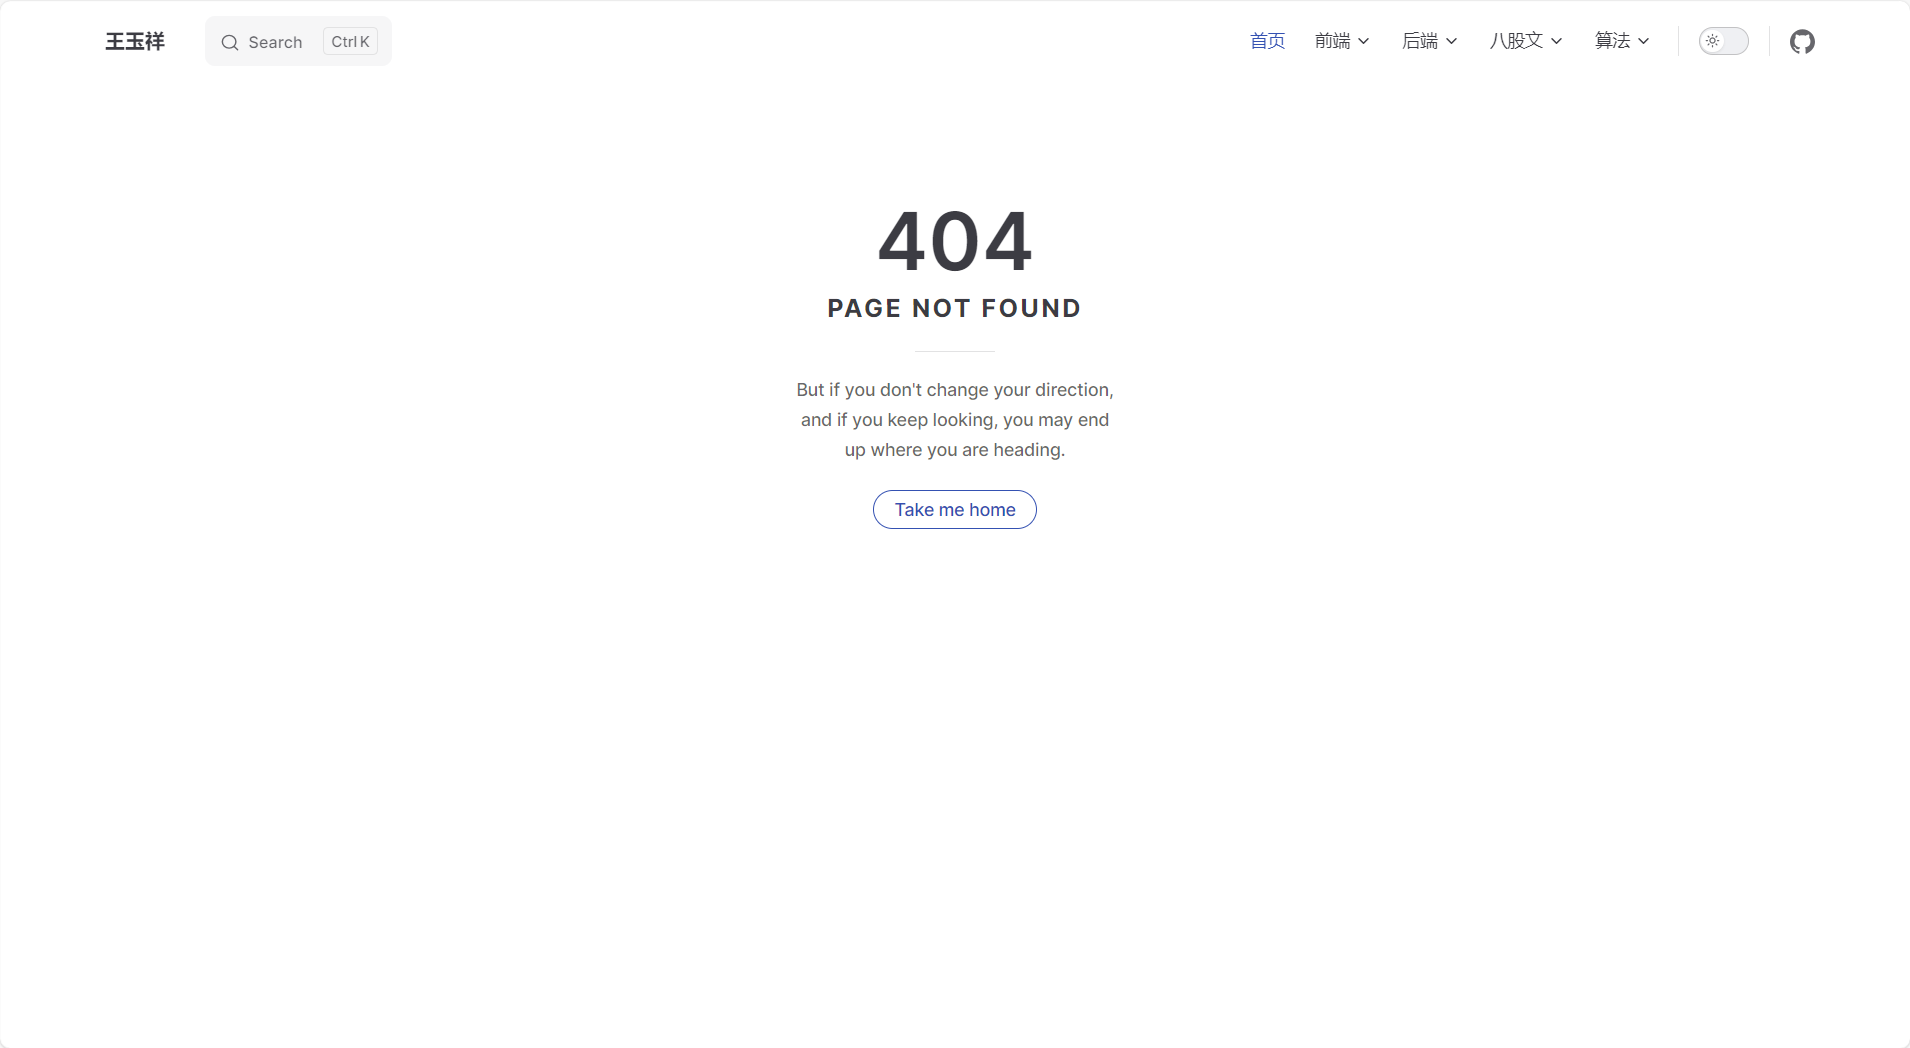 王玉祥
Search
Ctrl K
首页
前端
后端
八股文
算法
404
PAGE NOT FOUND
But if you don't change your direction,
and if you keep looking, you may end
up where you are heading.
Take me home